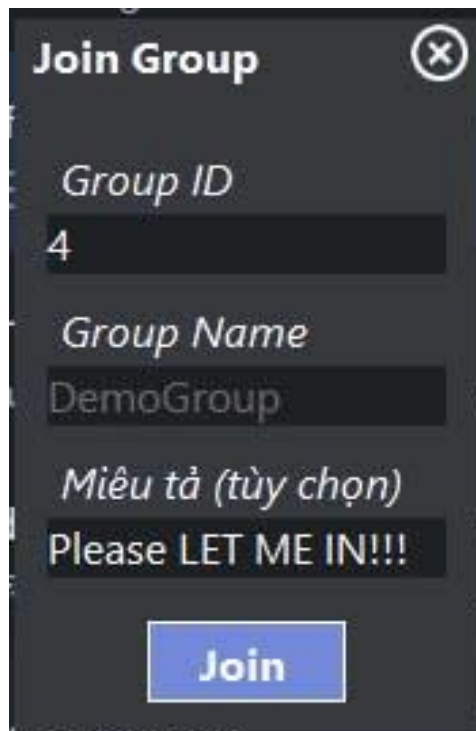 Join Group
Group ID
4
Group Name
DemoGroup
Miêu tả (tùy chọn)
Please LET ME IN!!!
Join